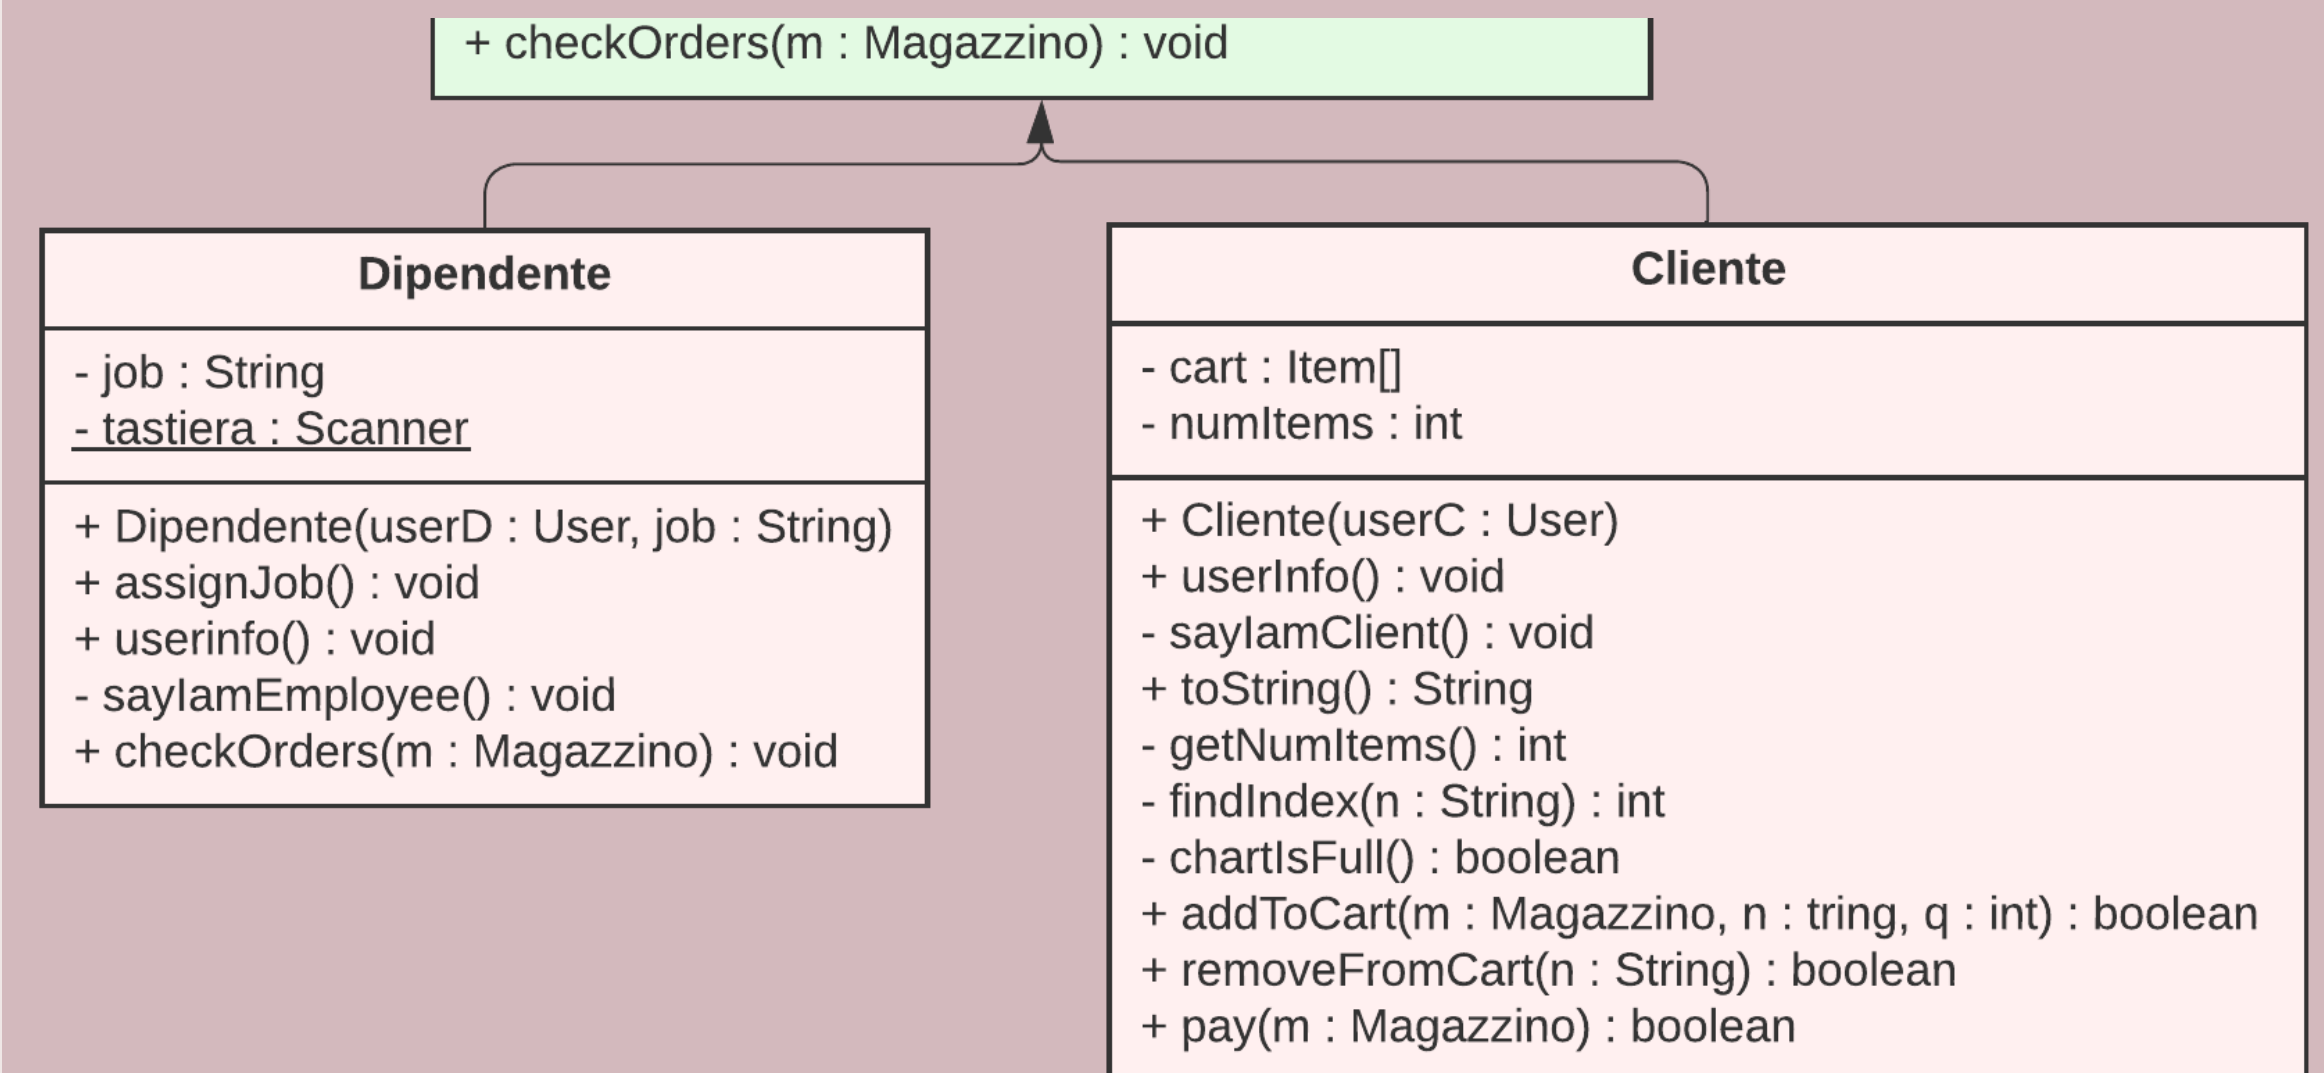 + checkOrders(m : Magazzino) : void
Dipendente
- job : String
- tastiera : Scanner
+ Dipendente(userD : User, job : String)
+ assignJob() : void
+ userinfo() : void
- sayIamEmployee() : void
+ checkOrders(m : Magazzino) : void
Cliente
- cart : Item[]
- numItems : int
+ Cliente(userC : User)
+ userInfo() : void
- sayIamClient() : void
+ toString() : String
- getNumItems() : int
- findIndex(n : String) : int
- chartIsFull() : boolean
+ addToCart(m : Magazzino, n : tring, q : int) : boolean
+ removeFromCart(n : String) : boolean
+ pay(m : Magazzino) : boolean